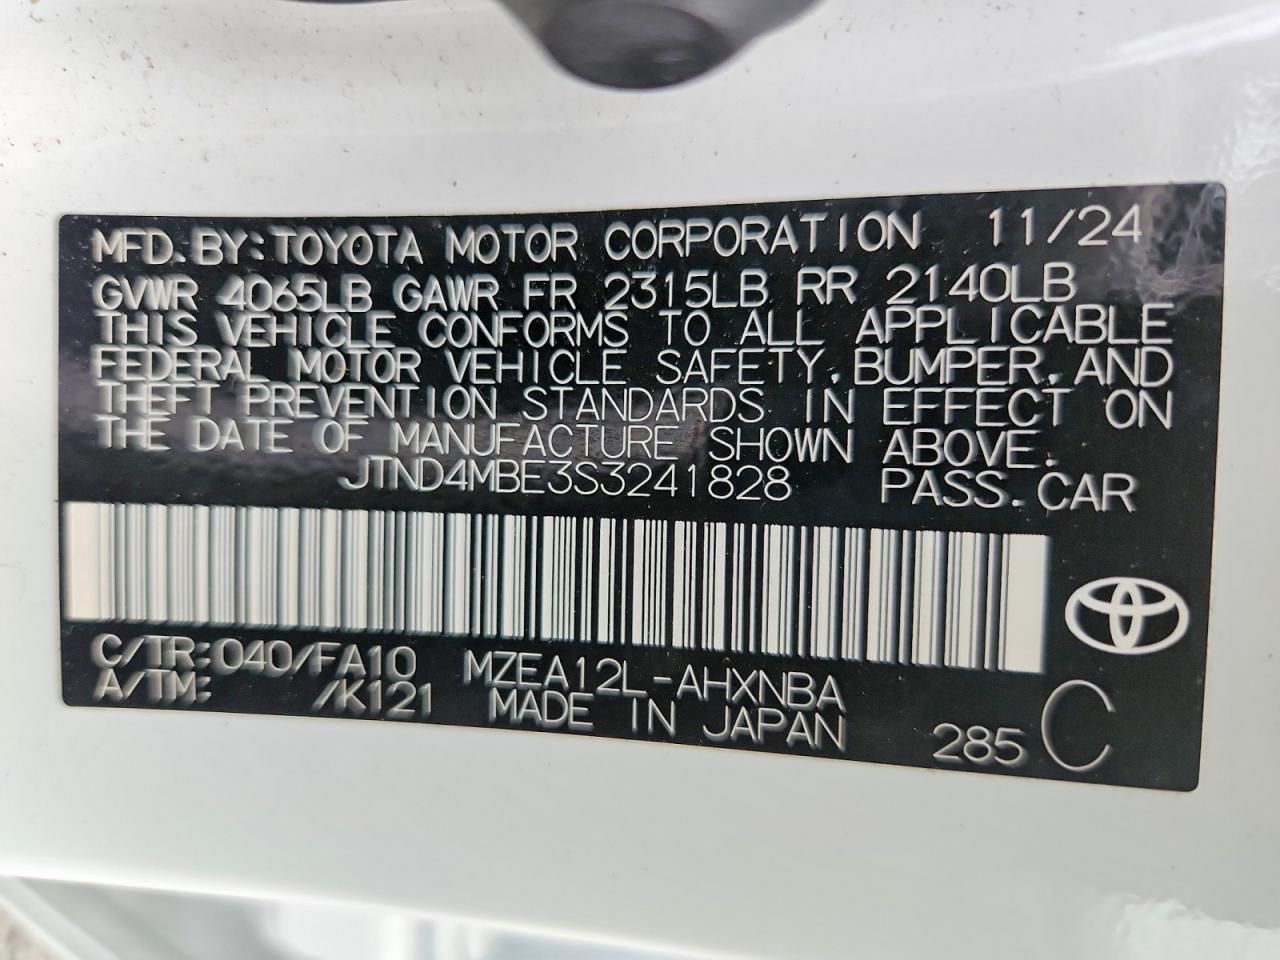 MFD. BY: TOYOTA MOTOR CORPORATION 11/24
GVWR 4065LB GAWR FR 2315LB RR 2140LB
THIS VEHICLE CONFORMS TO ALL APPLICABLE
FEDERAL MOTOR VEHICLE SAFETY, BUMPER, AND
THEFT PREVENTION STANDARDS IN EFFECT ON
THE DATE OF MANUFACTURE SHOWN ABOVE.
JTND4MBE3S3241828 PASS. CAR
C/TR: 040/FA10 MZEA12L-AHXNBA
A/TM: /K121 MADE IN JAPAN 285 C